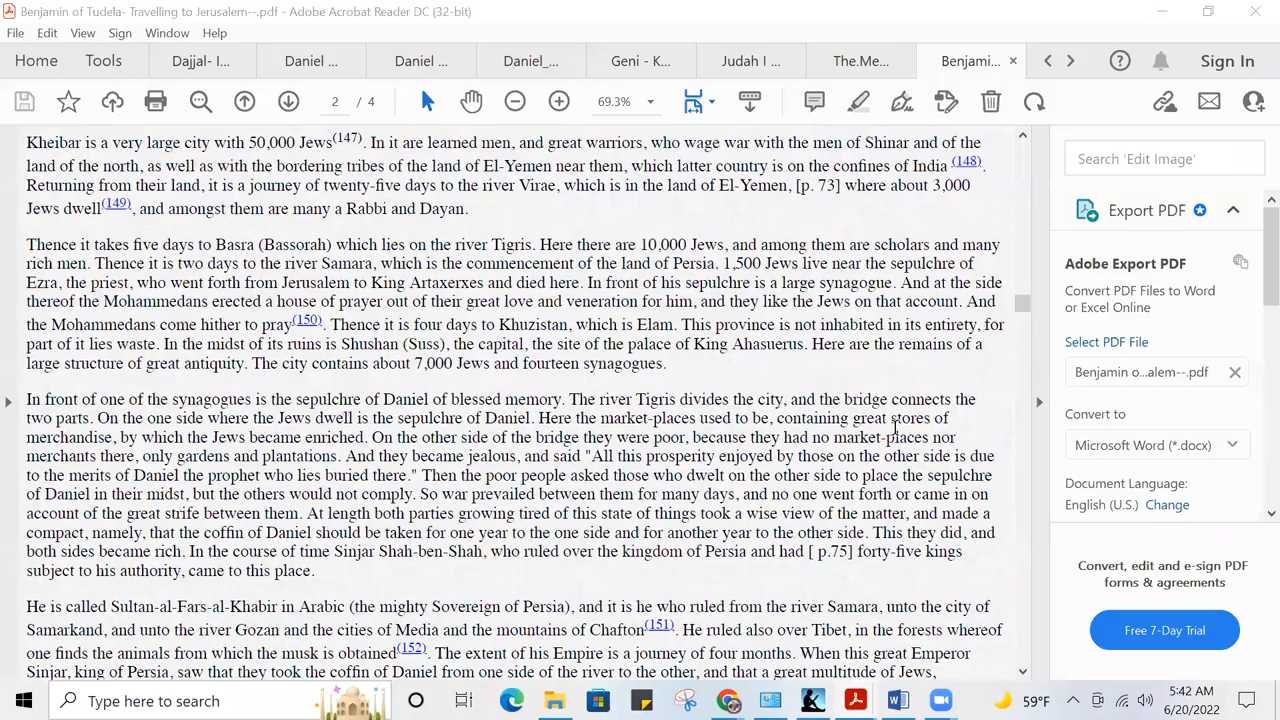 Benjamin of Tudela- Travelling to Jerusalem--.pdf - Adobe Acrobat Reader DC (32-bit)
File Edit View Sign Window Help
Home Tools Dajjal- I... Daniel ... Daniel ... Daniel_... Geni - K... Judah I ... The.Me... Benjami... Sign In
2 / 4 69.3%
Kheibar is a very large city with 50,000 Jews(147). In it are learned men, and great warriors, who wage war with the men of Shinar and of the
land of the north, as well as with the bordering tribes of the land of El-Yemen near them, which latter country is on the confines of India (148).
Returning from their land, it is a journey of twenty-five days to the river Virae, which is in the land of El-Yemen, [p. 73] where about 3,000
Jews dwell(149), and amongst them are many a Rabbi and Dayan.
Thence it takes five days to Basra (Bassorah) which lies on the river Tigris. Here there are 10,000 Jews, and among them are scholars and many
rich men. Thence it is two days to the river Samara, which is the commencement of the land of Persia. 1,500 Jews live near the sepulchre of
Ezra, the priest, who went forth from Jerusalem to King Artaxerxes and died here. In front of his sepulchre is a large synagogue. And at the side
thereof the Mohammedans erected a house of prayer out of their great love and veneration for him, and they like the Jews on that account. And
the Mohammedans come hither to pray(150). Thence it is four days to Khuzistan, which is Elam. This province is not inhabited in its entirety, for
part of it lies waste. In the midst of its ruins is Shushan (Suss), the capital, the site of the palace of King Ahasuerus. Here are the remains of a
large structure of great antiquity. The city contains about 7,000 Jews and fourteen synagogues.
In front of one of the synagogues is the sepulchre of Daniel of blessed memory. The river Tigris divides the city, and the bridge connects the
two parts. On the one side where the Jews dwell is the sepulchre of Daniel. Here the market-places used to be, containing great stores of
merchandise, by which the Jews became enriched. On the other side of the bridge they were poor, because they had no market-places nor
merchants there, only gardens and plantations. And they became jealous, and said "All this prosperity enjoyed by those on the other side is due
to the merits of Daniel the prophet who lies buried there." Then the poor people asked those who dwelt on the other side to place the sepulchre
of Daniel in their midst, but the others would not comply. So war prevailed between them for many days, and no one went forth or came in on
account of the great strife between them. At length both parties growing tired of this state of things took a wise view of the matter, and made a
compact, namely, that the coffin of Daniel should be taken for one year to the one side and for another year to the other side. This they did, and
both sides became rich. In the course of time Sinjar Shah-ben-Shah, who ruled over the kingdom of Persia and had [ p.75] forty-five kings
subject to his authority, came to this place.
He is called Sultan-al-Fars-al-Khabir in Arabic (the mighty Sovereign of Persia), and it is he who ruled from the river Samara, unto the city of
Samarkand, and unto the river Gozan and the cities of Media and the mountains of Chafton(151). He ruled also over Tibet, in the forests whereof
one finds the animals from which the musk is obtained(152). The extent of his Empire is a journey of four months. When this great Emperor
Sinjar, king of Persia, saw that they took the coffin of Daniel from one side of the river to the other, and that a great multitude of Jews,
Search 'Edit Image'
Export PDF
Adobe Export PDF
Convert PDF Files to Word
or Excel Online
Select PDF File
Benjamin o...alem--.pdf
Convert to
Microsoft Word (*.docx)
Document Language:
English (U.S.) Change
Convert, edit and e-sign PDF
forms & agreements
Free 7-Day Trial
Type here to search
59°F
5:42 AM
6/20/2022